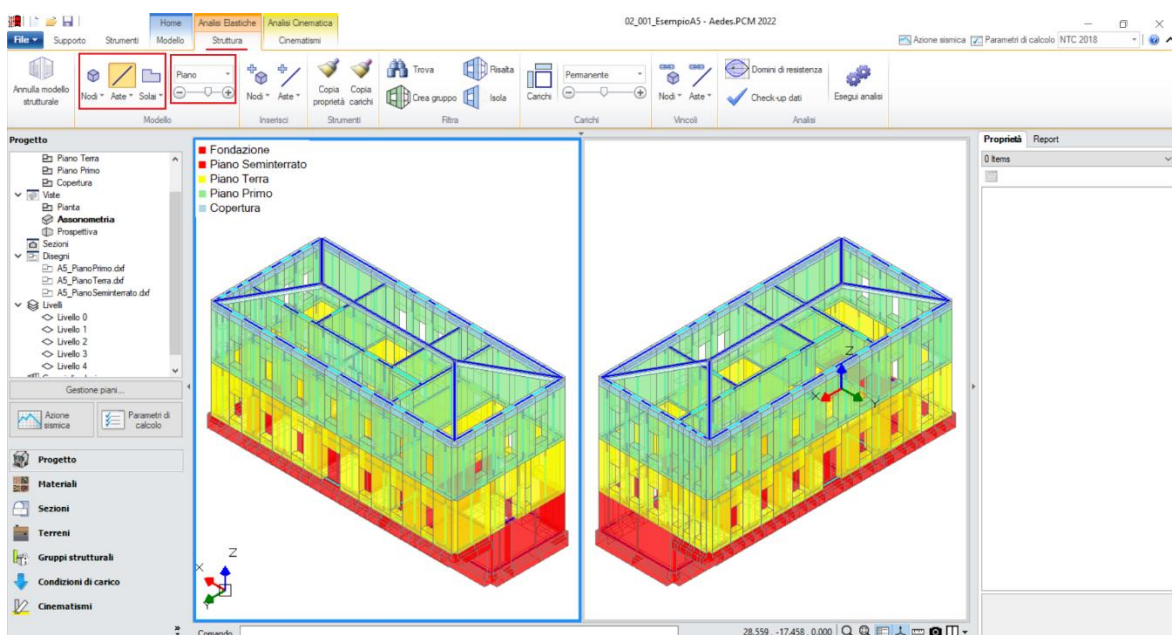 02_001_EsempioA5 - Aedes.PCM 2022
Home Analisi Elastiche Analisi Cinematica
File Supporto Strumenti Modello Struttura Cinematismi
Azione sismica Parametri di calcolo NTC 2018
Annulla modello strutturale
Nodi Aste Solai
Piano
Modello
Nodi Aste
Inserisci
Copia proprietà
Copia carichi
Strumenti
Trova
Crea gruppo
Risalta
Isola
Filtra
Carichi
Permanente
Carichi
Nodi Aste
Vincoli
Domini di resistenza
Check-up dati
Esegui analisi
Analisi
Progetto
Piano Terra
Piano Primo
Copertura
Viste
Pianta
Assonometria
Prospettiva
Sezioni
Disegni
A5_PianoPrimo.dxf
A5_PianoTerra.dxf
A5_PianoSeminterrato.dxf
Livelli
Livello 0
Livello 1
Livello 2
Livello 3
Livello 4
Gestione piani...
Azione sismica
Parametri di calcolo
Progetto
Materiali
Sezioni
Terreni
Gruppi strutturali
Condizioni di carico
Cinematismi
Fondazione
Piano Seminterrato
Piano Terra
Piano Primo
Copertura
Z
X
Y
Z
X
Y
Proprietà Report
0 Items
Comando
28.559 , -17.458 , 0.000